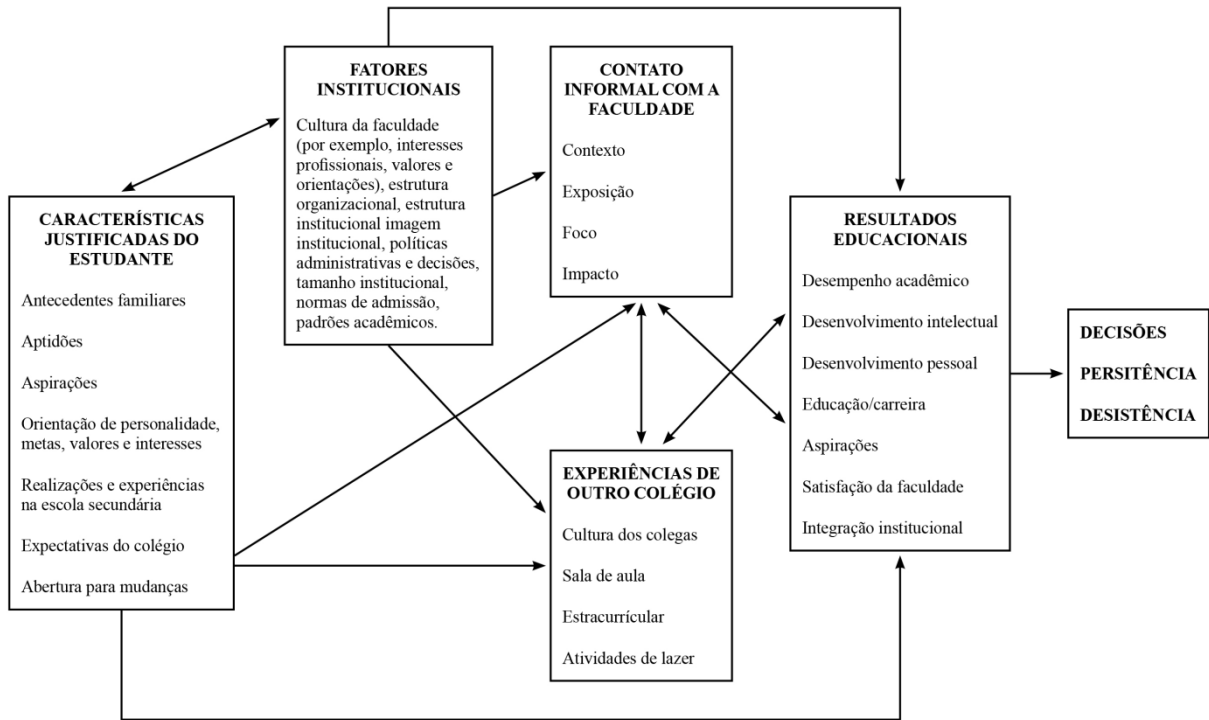 FATORES
INSTITUCIONAIS
Cultura da faculdade
(por exemplo, interesses
profissionais, valores e
orientações), estrutura
organizacional, estrutura
institucional imagem
institucional, políticas
administrativas e decisões,
tamanho institucional,
normas de admissão,
padrões acadêmicos.
CONTATO
INFORMAL COM A
FACULDADE
Contexto
Exposição
Foco
Impacto
CARACTERÍSTICAS
JUSTIFICADAS DO
ESTUDANTE
Antecedentes familiares
Aptidões
Aspirações
Orientação de personalidade,
metas, valores e interesses
Realizações e experiências
na escola secundária
Expectativas do colégio
Abertura para mudanças
EXPERIÊNCIAS DE
OUTRO COLÉGIO
Cultura dos colegas
Sala de aula
Estracurrícular
Atividades de lazer
RESULTADOS
EDUCACIONAIS
Desempenho acadêmico
Desenvolvimento intelectual
Desenvolvimento pessoal
Educação/carreira
Aspirações
Satisfação da faculdade
Integração institucional
DECISÕES
PERSITÊNCIA
DESISTÊNCIA